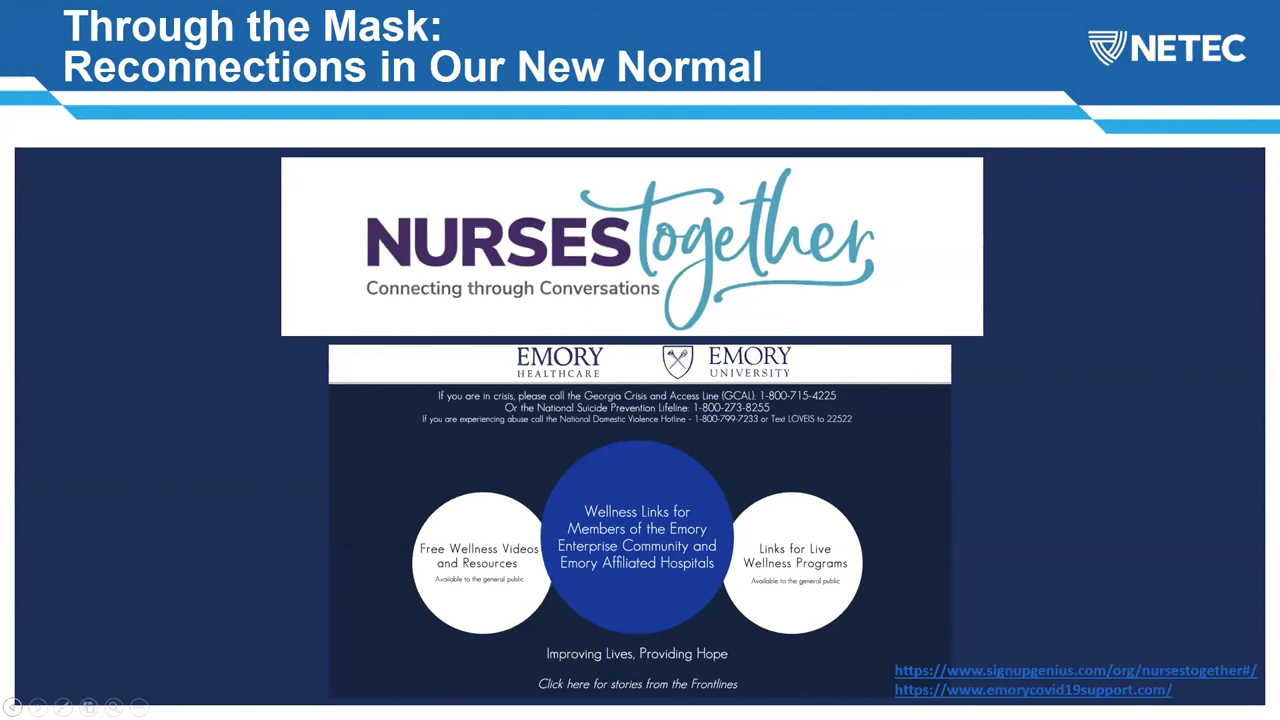 Through the Mask:
Reconnections in Our New Normal
NETEC
NURSES together
Connecting through Conversations
EMORY
HEALTHCARE
EMORY
UNIVERSITY
If you are in crisis, please call the Georgia Crisis and Access Line (GCAL): 1-800-715-4225
Or the National Suicide Prevention Lifeline: 1-800-273-8255
If you are experiencing abuse call the National Domestic Violence Hotline - 1-800-799-7233 or Text LOVEIS to 22522
Free Wellness Videos
and Resources
Available to the general public
Wellness Links for
Members of the Emory
Enterprise Community and
Emory Affiliated Hospitals
Links for Live
Wellness Programs
Available to the general public
Improving Lives, Providing Hope
Click here for stories from the Frontlines
https://www.signupgenius.com/org/nursestogether#/
https://www.emorycovid19support.com/